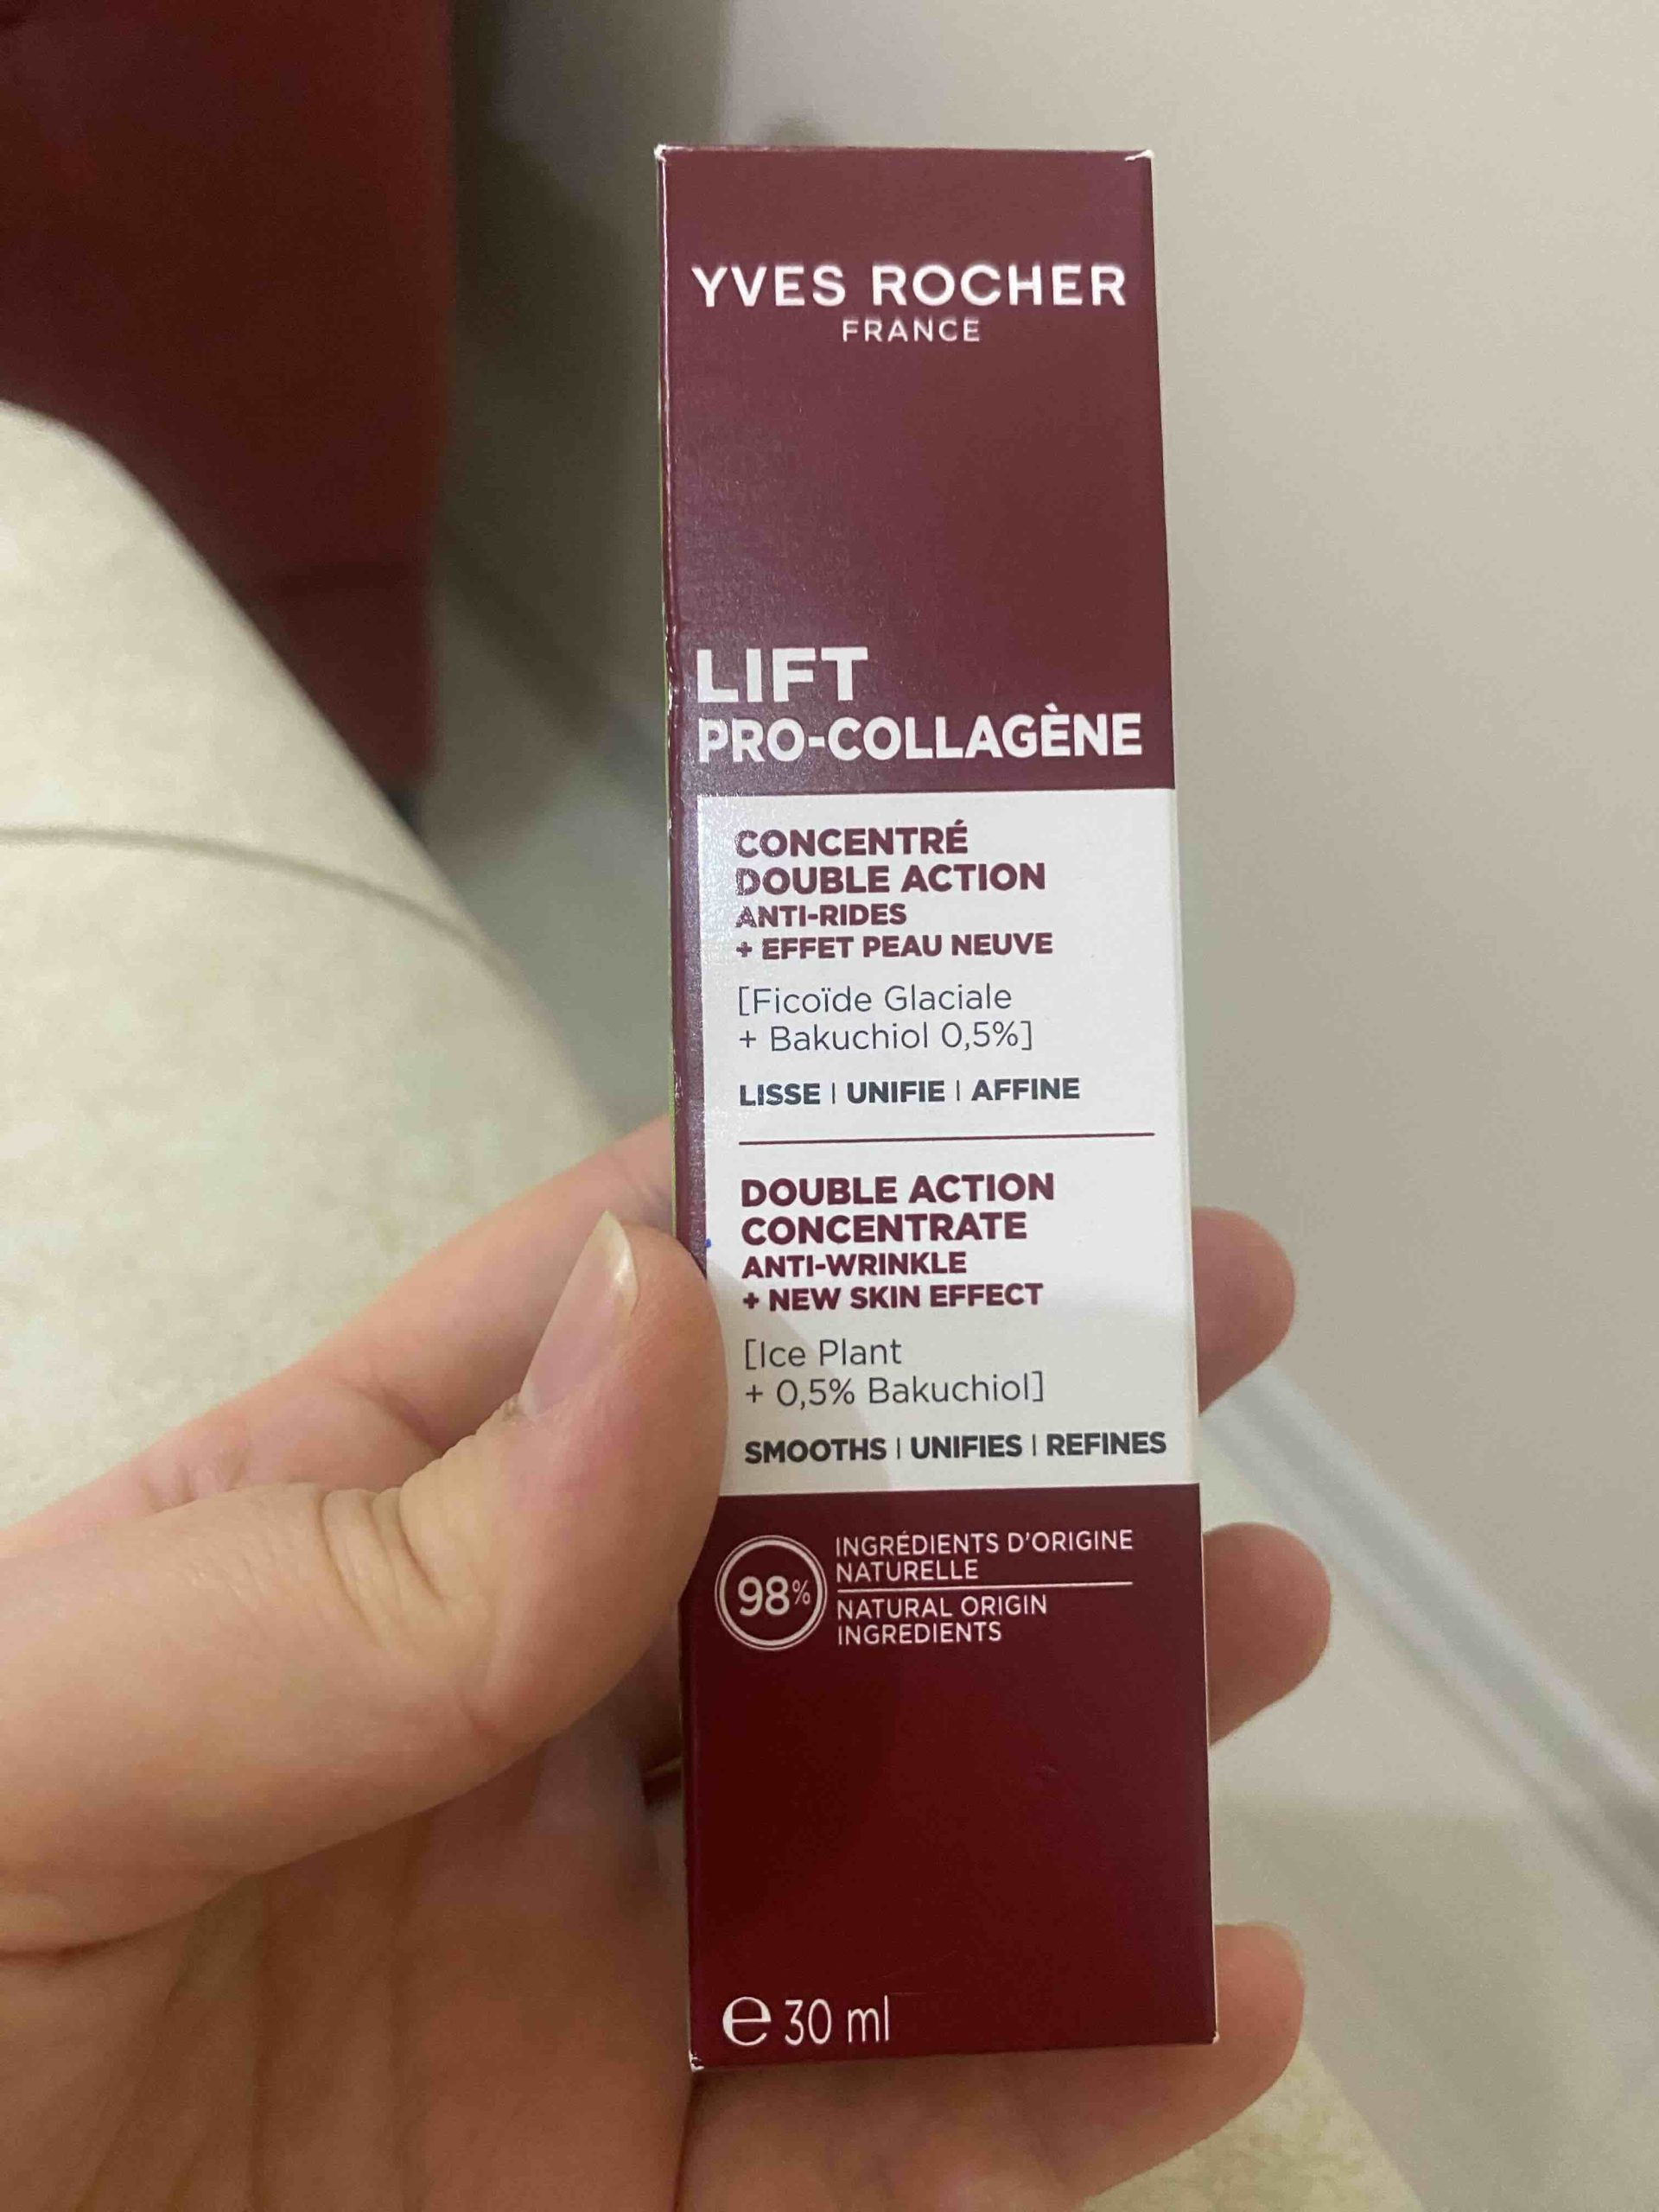 YVES ROCHER
FRANCE
LIFT
PRO-COLLAGÈNE
CONCENTRÉ
DOUBLE ACTION
ANTI-RIDES
+ EFFET PEAU NEUVE
[Ficoïde Glaciale
+ Bakuchiol 0,5%]
LISSE | UNIFIE | AFFINE
DOUBLE ACTION
CONCENTRATE
ANTI-WRINKLE
+ NEW SKIN EFFECT
[Ice Plant
+ 0,5% Bakuchiol]
SMOOTHS | UNIFIES | REFINES
98%
INGRÉDIENTS D'ORIGINE
NATURELLE
NATURAL ORIGIN
INGREDIENTS
℮ 30 ml